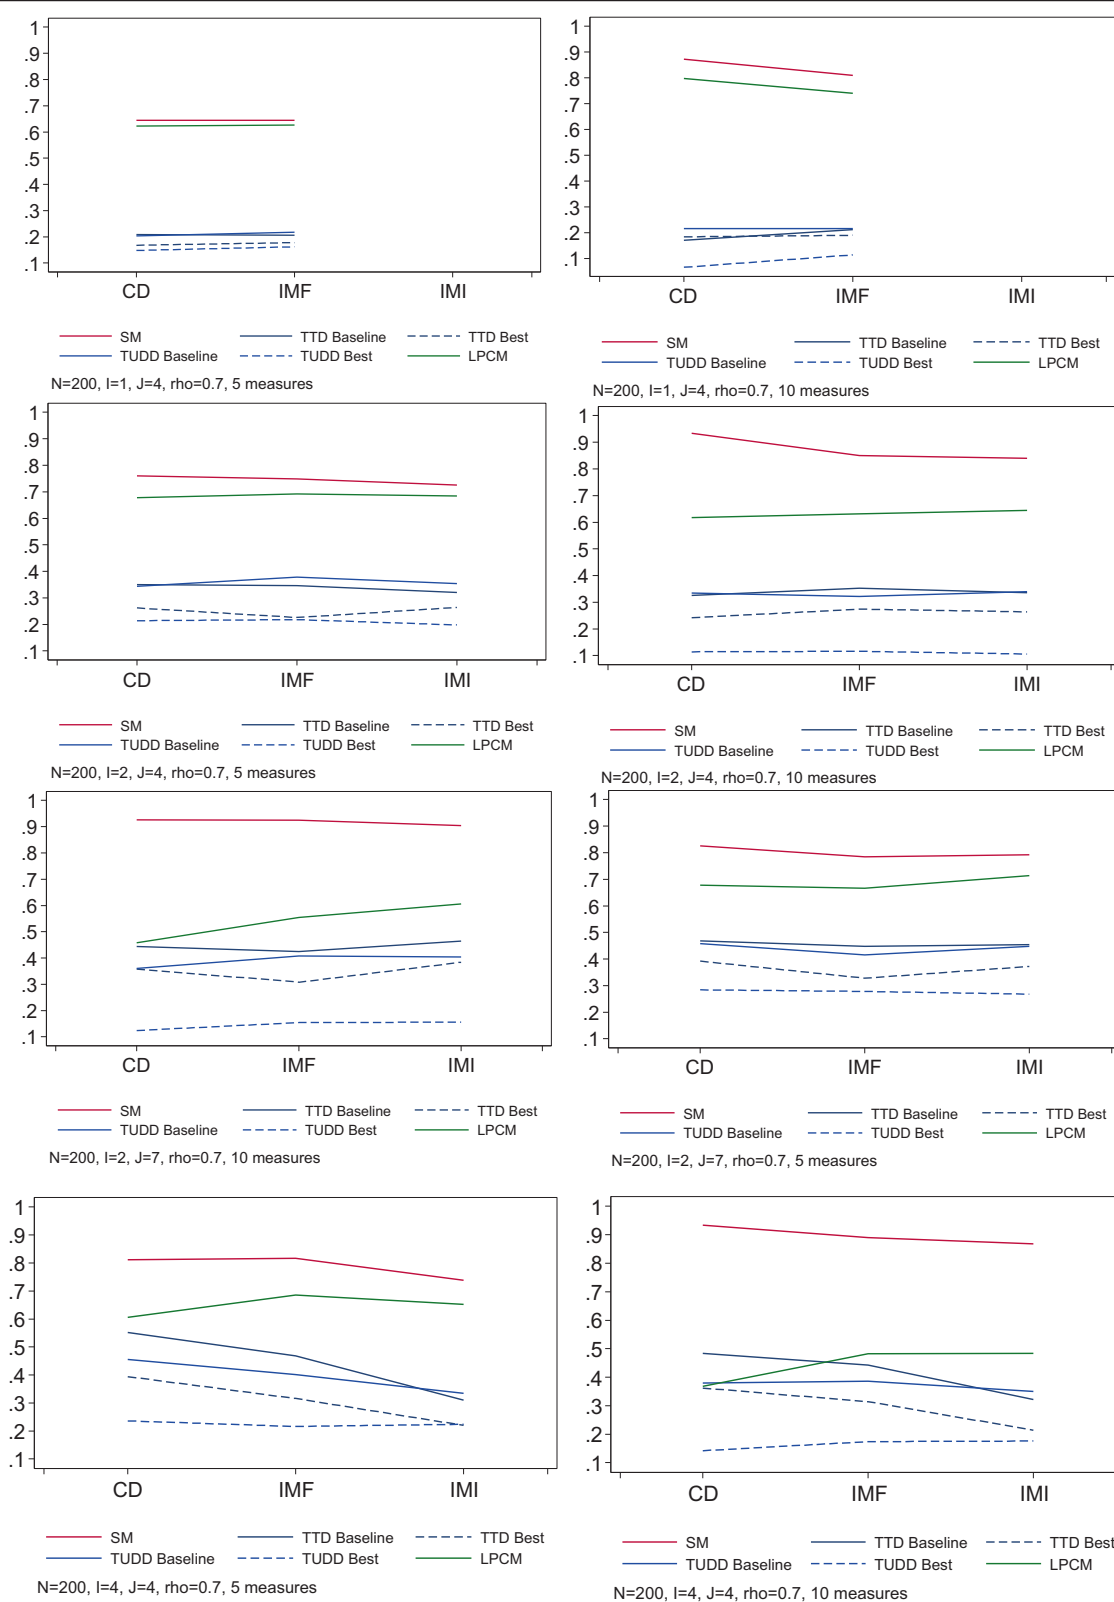 1
.9
.8
.7
.6
.5
.4
.3
.2
.1
CD IMF IMI
SM TTD Baseline TTD Best
TUDD Baseline TUDD Best LPCM
N=200, I=1, J=4, rho=0.7, 5 measures
1
.9
.8
.7
.6
.5
.4
.3
.2
.1
CD IMF IMI
SM TTD Baseline TTD Best
TUDD Baseline TUDD Best LPCM
N=200, I=1, J=4, rho=0.7, 10 measures
1
.9
.8
.7
.6
.5
.4
.3
.2
.1
CD IMF IMI
SM TTD Baseline TTD Best
TUDD Baseline TUDD Best LPCM
N=200, I=2, J=4, rho=0.7, 5 measures
1
.9
.8
.7
.6
.5
.4
.3
.2
.1
CD IMF IMI
SM TTD Baseline TTD Best
TUDD Baseline TUDD Best LPCM
N=200, I=2, J=4, rho=0.7, 10 measures
1
.9
.8
.7
.6
.5
.4
.3
.2
.1
CD IMF IMI
SM TTD Baseline TTD Best
TUDD Baseline TUDD Best LPCM
N=200, I=2, J=7, rho=0.7, 10 measures
1
.9
.8
.7
.6
.5
.4
.3
.2
.1
CD IMF IMI
SM TTD Baseline TTD Best
TUDD Baseline TUDD Best LPCM
N=200, I=2, J=7, rho=0.7, 5 measures
1
.9
.8
.7
.6
.5
.4
.3
.2
.1
CD IMF IMI
SM TTD Baseline TTD Best
TUDD Baseline TUDD Best LPCM
N=200, I=4, J=4, rho=0.7, 5 measures
1
.9
.8
.7
.6
.5
.4
.3
.2
.1
CD IMF IMI
SM TTD Baseline TTD Best
TUDD Baseline TUDD Best LPCM
N=200, I=4, J=4, rho=0.7, 10 measures